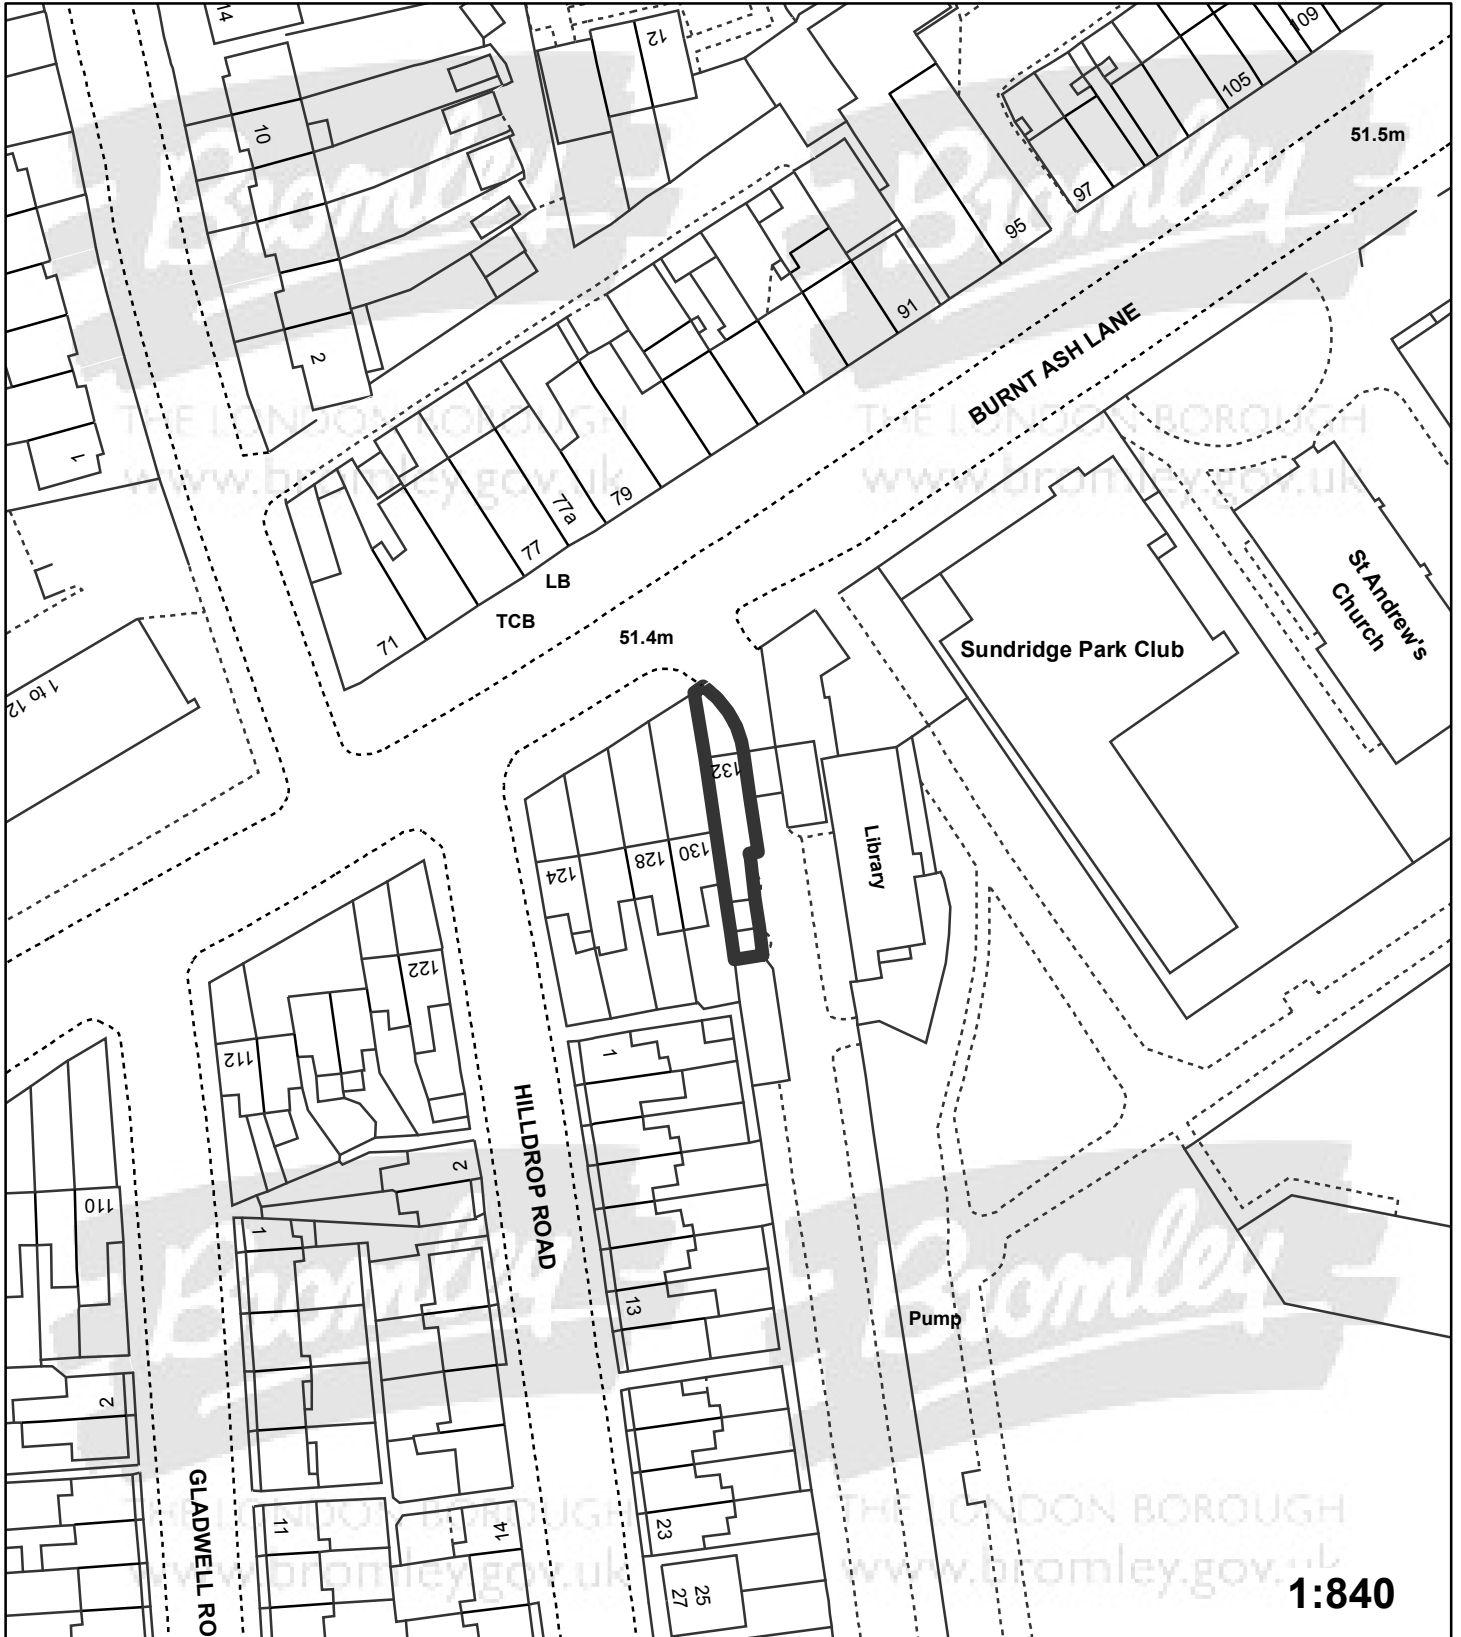 14
12
109
10
105
51.5m
97
95
91
BURNT ASH LANE
2
THE LONDON BOROUGH
www.bromley.gov.uk
Bromley
THE LONDON BOROUGH
www.bromley.gov.uk
Bromley
1
79
77a
77
LB
TCB
71
51.4m
St Andrew's
Church
Sundridge Park Club
1 to 12
132
130
128
124
Library
122
112
1
HILLDROP ROAD
2
110
1
13
Bromley
Bromley
Pump
2
GLADWELL RO
THE LONDON BOROUGH
www.bromley.gov.uk
THE LONDON BOROUGH
www.bromley.gov.uk
11
14
23
25
27
1:840